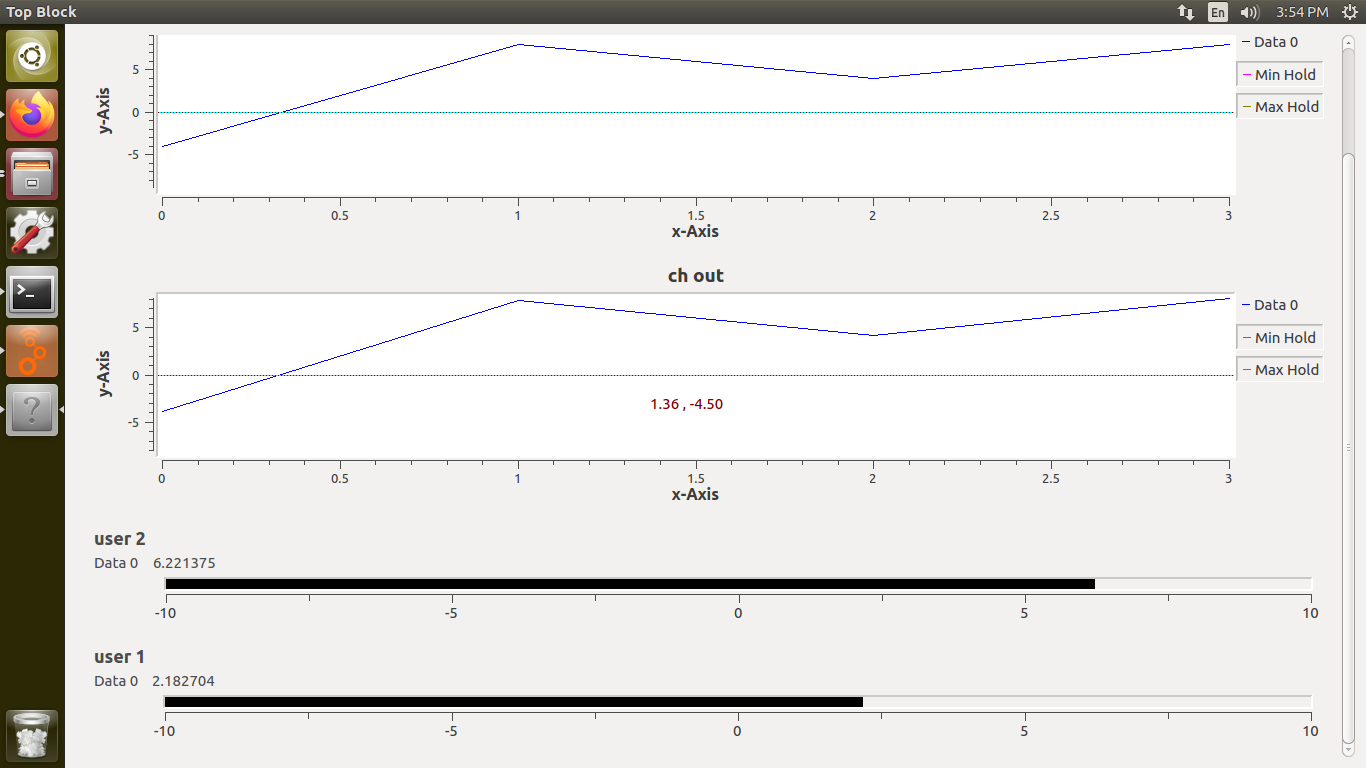 Top Block
En
3:54 PM
Data 0
Min Hold
Max Hold
y-Axis
5
0
-5
0 0.5 1 1.5 2 2.5 3
x-Axis
ch out
Data 0
Min Hold
Max Hold
y-Axis
5
0
-5
1.36 , -4.50
0 0.5 1 1.5 2 2.5 3
x-Axis
user 2
Data 0 6.221375
-10 -5 0 5 10
user 1
Data 0 2.182704
-10 -5 0 5 10